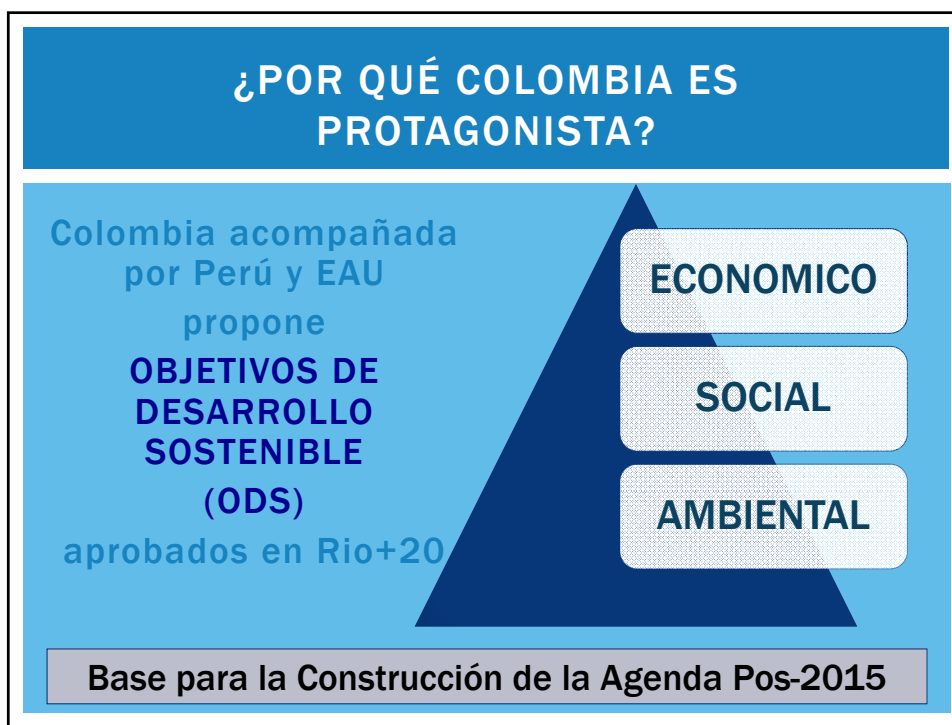 ¿POR QUÉ COLOMBIA ES
PROTAGONISTA?
Colombia acompañada
por Perú y EAU
propone
OBJETIVOS DE
DESARROLLO
SOSTENIBLE
(ODS)
aprobados en Rio+20
ECONOMICO
SOCIAL
AMBIENTAL
Base para la Construcción de la Agenda Pos-2015